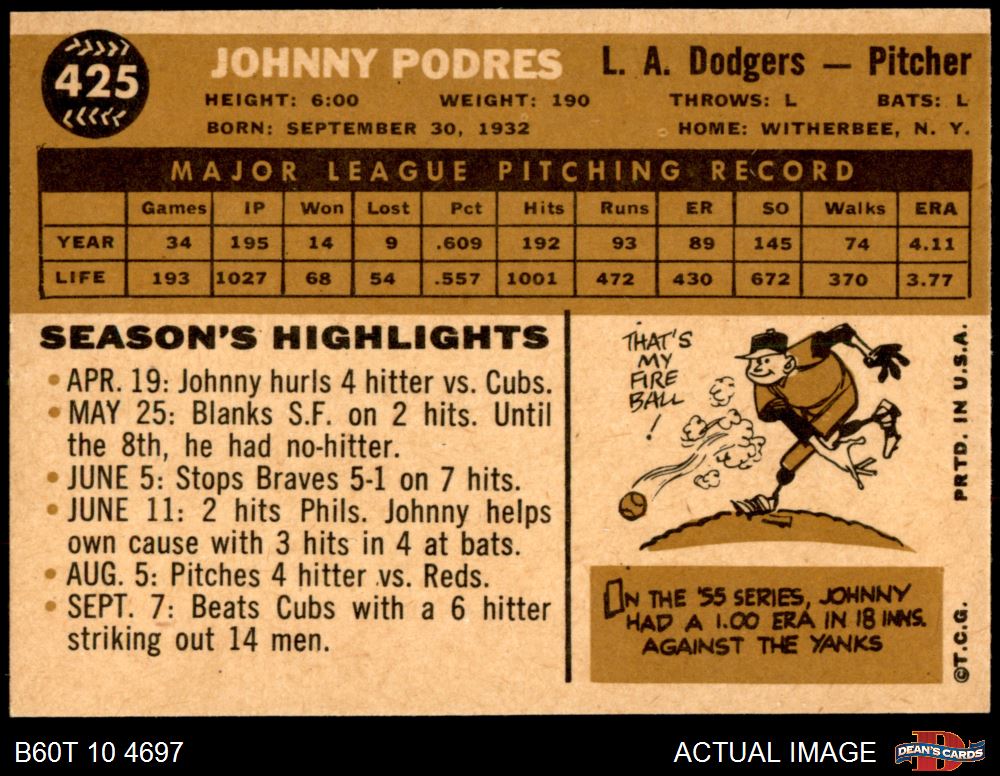 425
JOHNNY PODRES
L. A. Dodgers — Pitcher
HEIGHT: 6:00 WEIGHT: 190 THROWS: L BATS: L
BORN: SEPTEMBER 30, 1932 HOME: WITHERBEE, N. Y.
MAJOR LEAGUE PITCHING RECORD
Games IP Won Lost Pct Hits Runs ER SO Walks ERA
YEAR 34 195 14 9 .609 192 93 89 145 74 4.11
LIFE 193 1027 68 54 .557 1001 472 430 672 370 3.77
SEASON'S HIGHLIGHTS
• APR. 19: Johnny hurls 4 hitter vs. Cubs.
• MAY 25: Blanks S.F. on 2 hits. Until
the 8th, he had no-hitter.
• JUNE 5: Stops Braves 5-1 on 7 hits.
• JUNE 11: 2 hits Phils. Johnny helps
own cause with 3 hits in 4 at bats.
• AUG. 5: Pitches 4 hitter vs. Reds.
• SEPT. 7: Beats Cubs with a 6 hitter
striking out 14 men.
THAT'S
MY
FIRE
BALL
!
ON THE '55 SERIES, JOHNNY
HAD A 1.00 ERA IN 18 INNS.
AGAINST THE YANKS
PRTD. IN U.S.A.
©T.C.G.
B60T 10 4697
ACTUAL IMAGE
D
DEAN'S CARDS